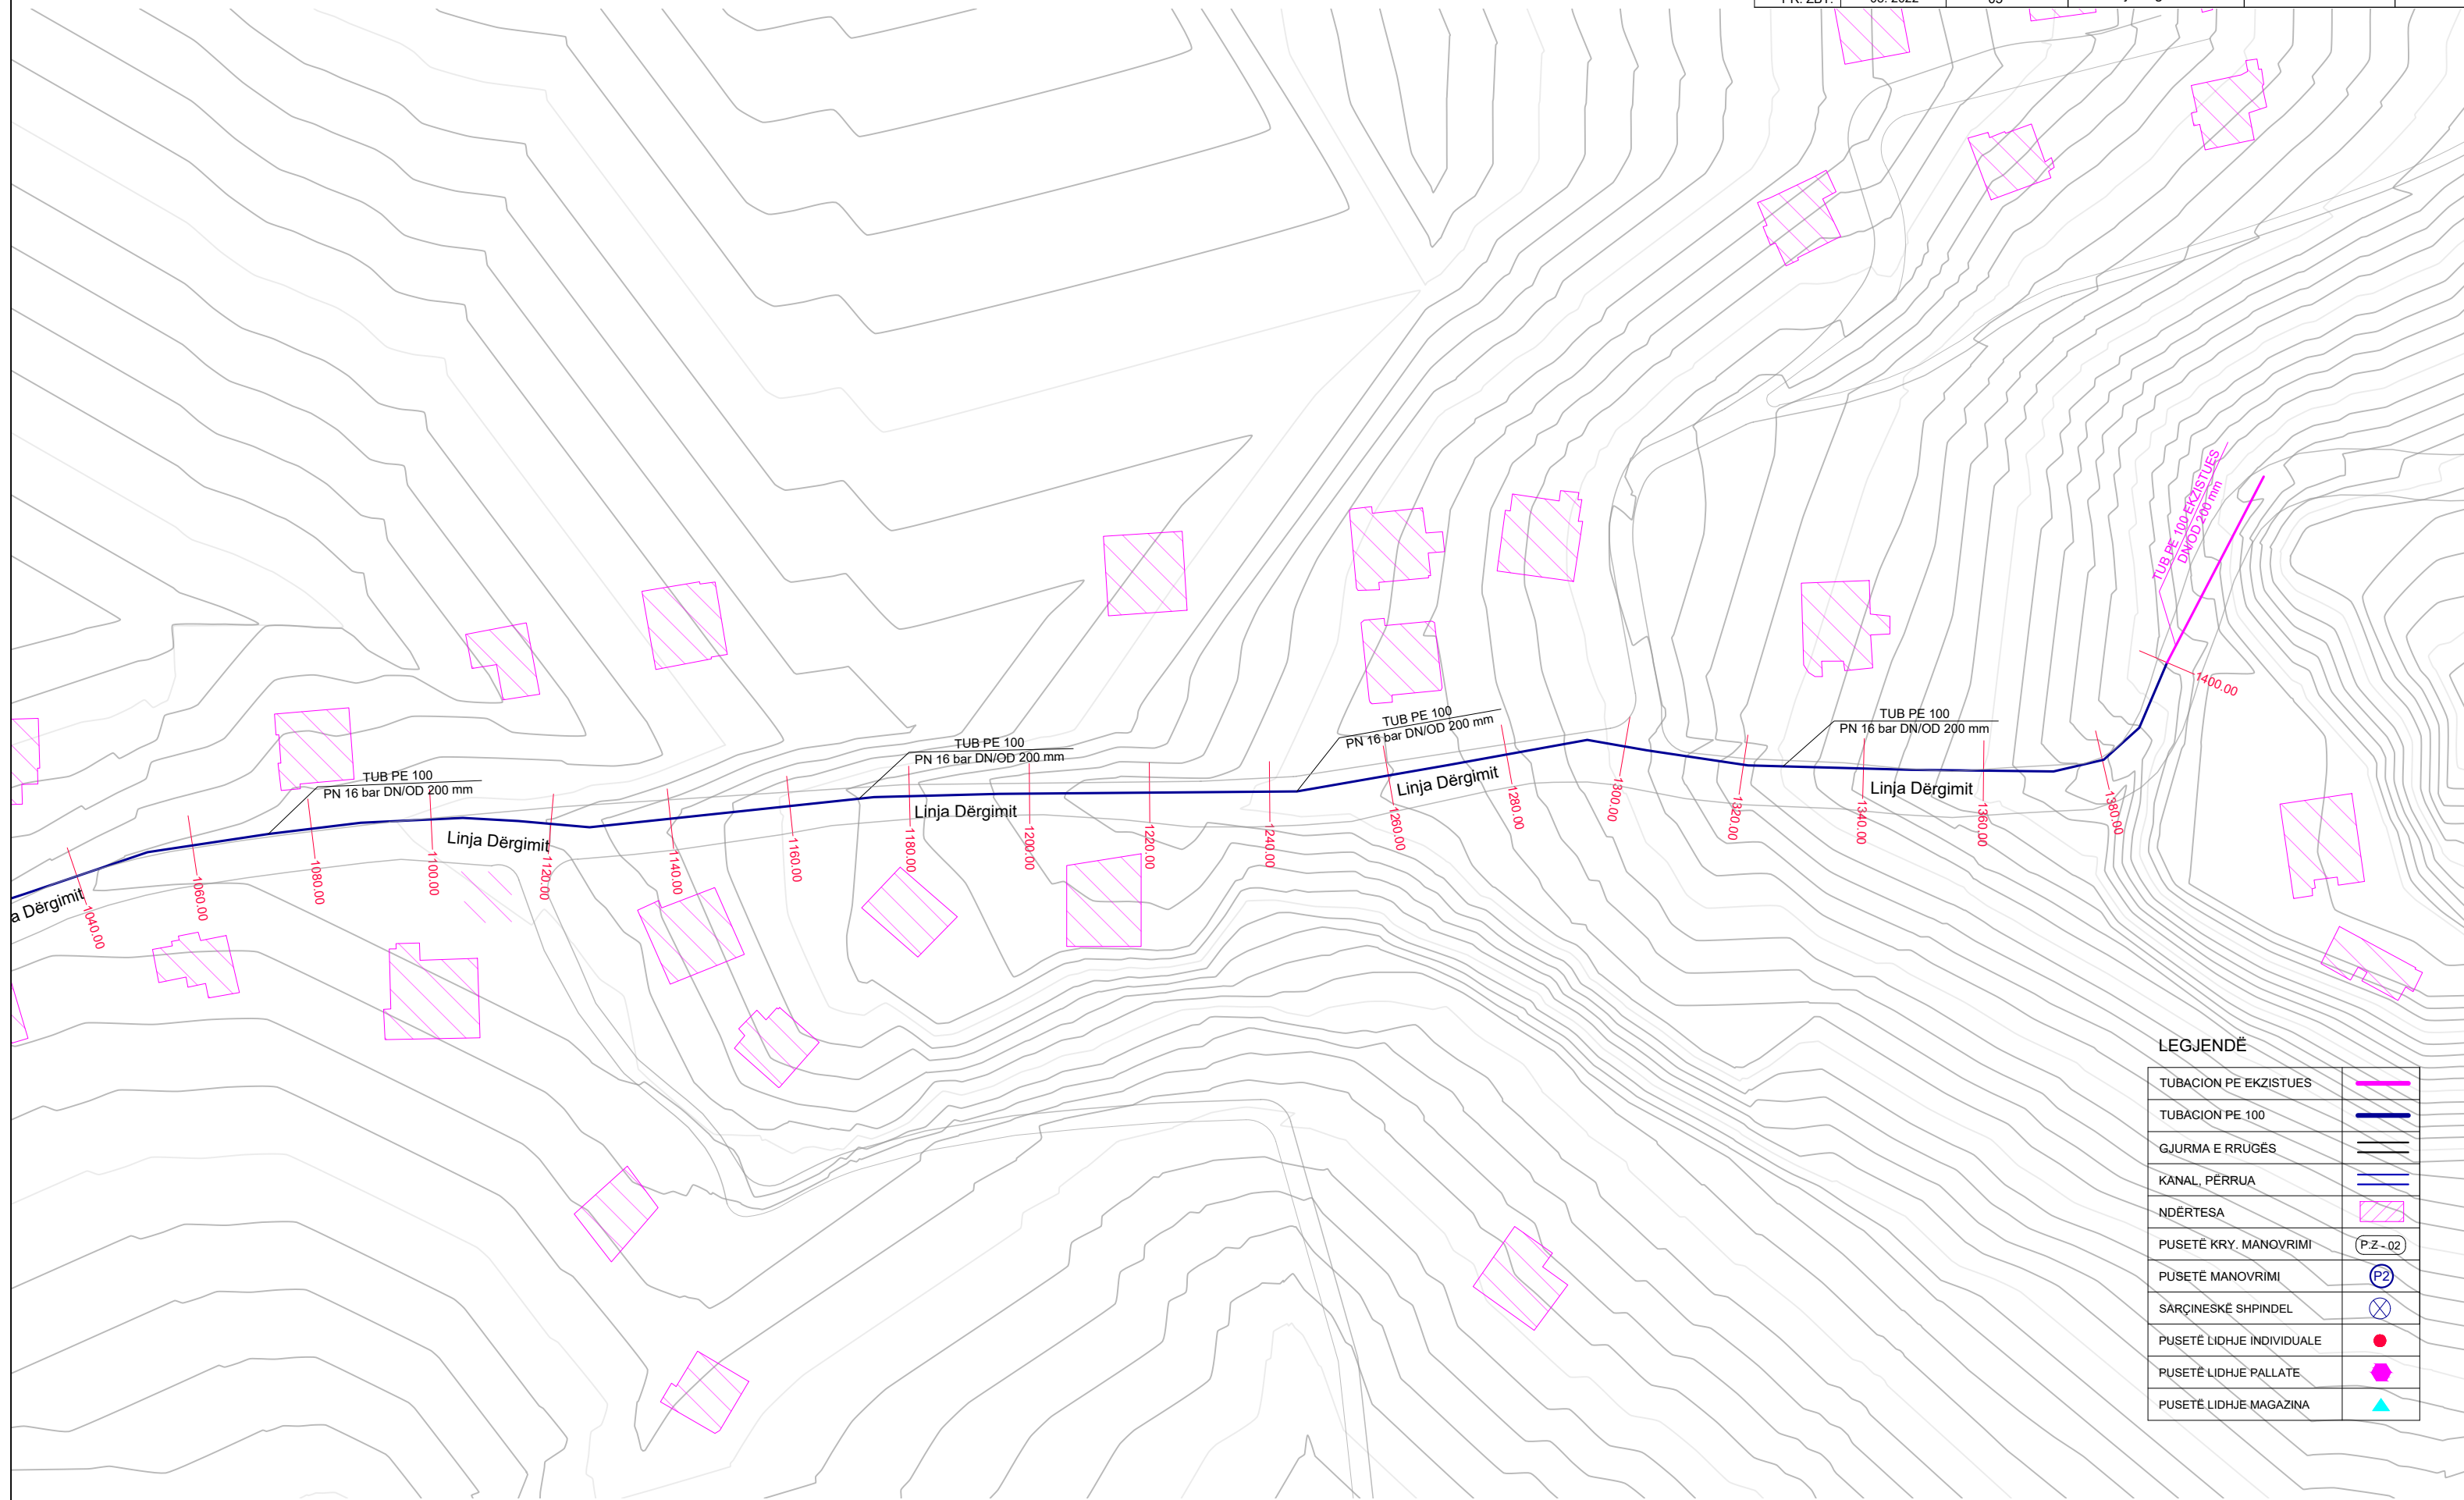 PR. ZBT.
TUB PE 100 EKZISTUES
DN/OD 200 mm
1400.00
TUB PE 100
PN 16 bar DN/OD 200 mm
TUB PE 100
PN 16 bar DN/OD 200 mm
TUB PE 100
PN 16 bar DN/OD 200 mm
TUB PE 100
PN 16 bar DN/OD 200 mm
Linja Dërgimit
Linja Dërgimit
Linja Dërgimit
Linja Dërgimit
a Dërgimit
1040.00
1060.00
1080.00
1100.00
1120.00
1140.00
1160.00
1180.00
1200.00
1220.00
1240.00
1260.00
1280.00
1300.00
1320.00
1340.00
1360.00
1380.00
LEGJENDË
TUBACION PE EKZISTUES
TUBACION PE 100
GJURMA E RRUGËS
KANAL, PËRRUA
NDËRTESA
PUSETË KRY. MANOVRIMI P.Z - 02
PUSETË MANOVRIMI P2
SARÇINESKË SHPINDEL
PUSETË LIDHJE INDIVIDUALE
PUSETË LIDHJE PALLATE
PUSETË LIDHJE MAGAZINA